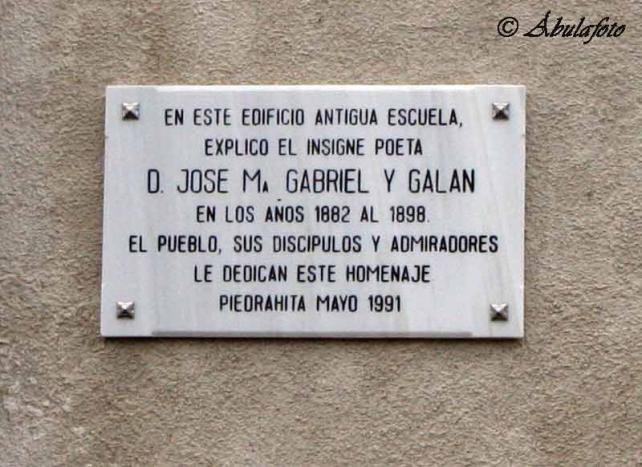 © Ábulafoto
EN ESTE EDIFICIO ANTIGUA ESCUELA,
EXPLICO EL INSIGNE POETA
D. JOSE Mª GABRIEL Y GALAN
EN LOS AÑOS 1882 AL 1898.
EL PUEBLO, SUS DISCIPULOS Y ADMIRADORES
LE DEDICAN ESTE HOMENAJE
PIEDRAHITA MAYO 1991